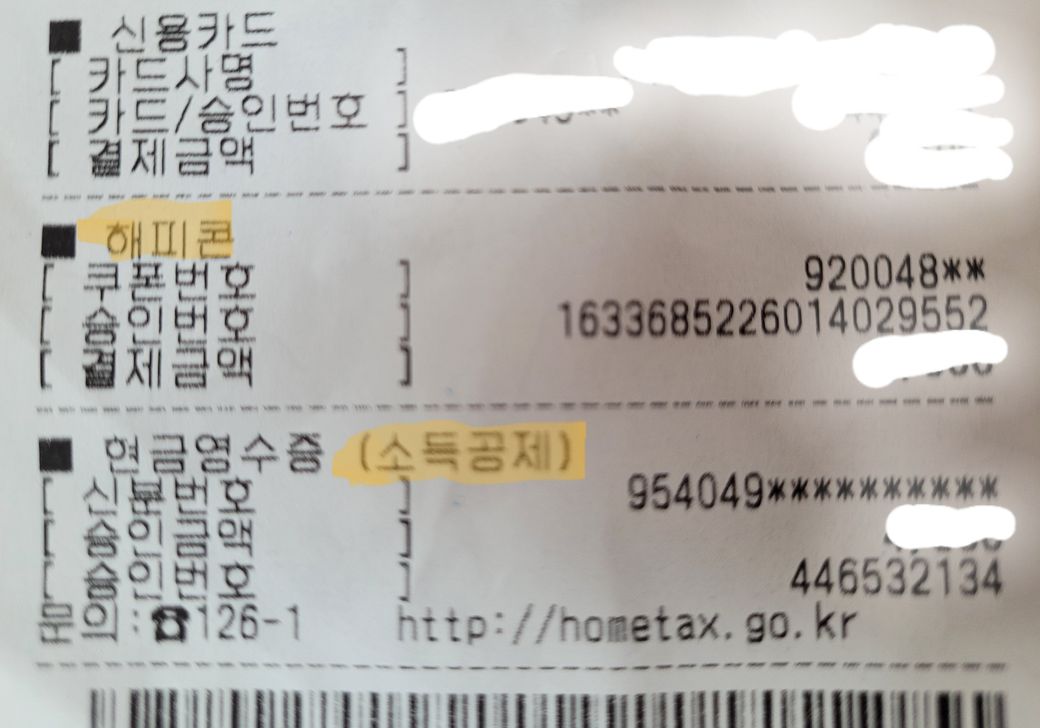 ■ 신용카드
[ 카드사명 ]
[ 카드/승인번호 ]
[ 결제금액 ]
■ 해피콘
[ 쿠폰번호 ] 920048**
[ 승인번호 ] 1633685226014029552
[ 결제금액 ]
■ 현금영수증 (소득공제)
[ 신분번호 ] 954049**********
[ 승인금액 ]
[ 승인번호 ] 446532134
문의:☎126-1 http://hometax.go.kr